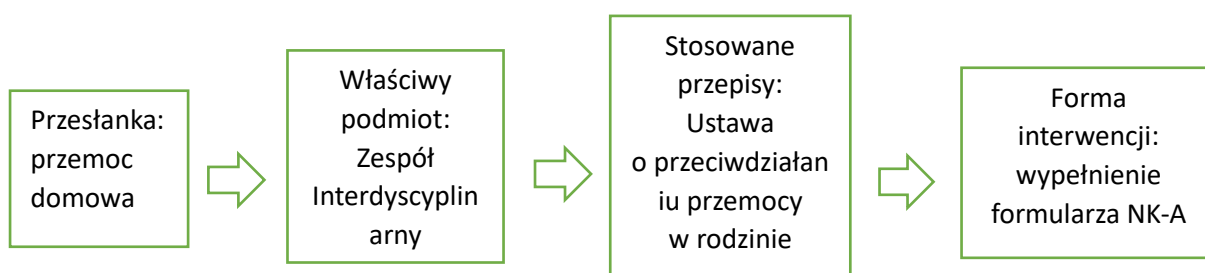 Przesłanka:
przemoc
domowa
Właściwy
podmiot:
Zespół
Interdyscyplin
arny
Stosowane
przepisy:
Ustawa
o przeciwdziałan
iu przemocy
w rodzinie
Forma
interwencji:
wypełnienie
formularza NK-A